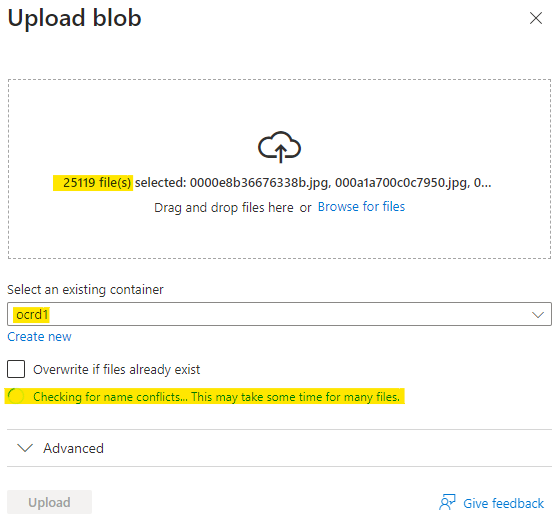 Upload blob
25119 file(s) selected: 0000e8b36676338b.jpg, 000a1a700c0c7950.jpg, 0...
Drag and drop files here or Browse for files
Select an existing container
ocrd1
Create new
Overwrite if files already exist
Checking for name conflicts... This may take some time for many files.
Advanced
Upload
Give feedback